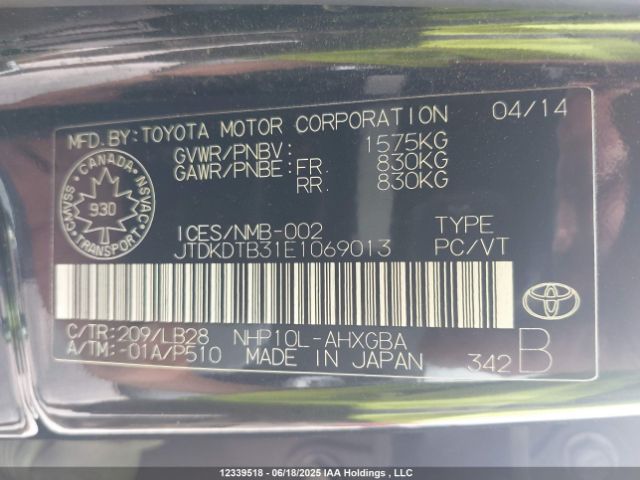 04/14
MFD.BY:TOYOTA MOTOR CORPORATION
GVWR/PNBV: 1575KG
GAWR/PNBE:FR. 830KG
RR. 830KG
CANADA
CMVSS
NSVAC
930
TRANSPORT
ICES/NMB-002 TYPE
JTDKDTB31E1069013 PC/VT
C/TR:209/LB28 NHP10L-AHXGBA
A/TM:-01A/P510 MADE IN JAPAN 342 B
TOYOTA
12339518 - 06/18/2025 IAA Holdings , LLC